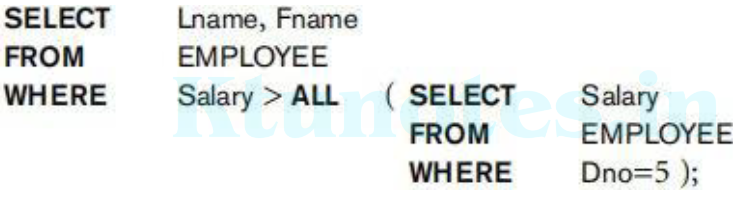 SELECT Lname, Fname
FROM EMPLOYEE
WHERE Salary > ALL ( SELECT Salary
FROM EMPLOYEE
WHERE Dno=5 );
Ktunotes.in